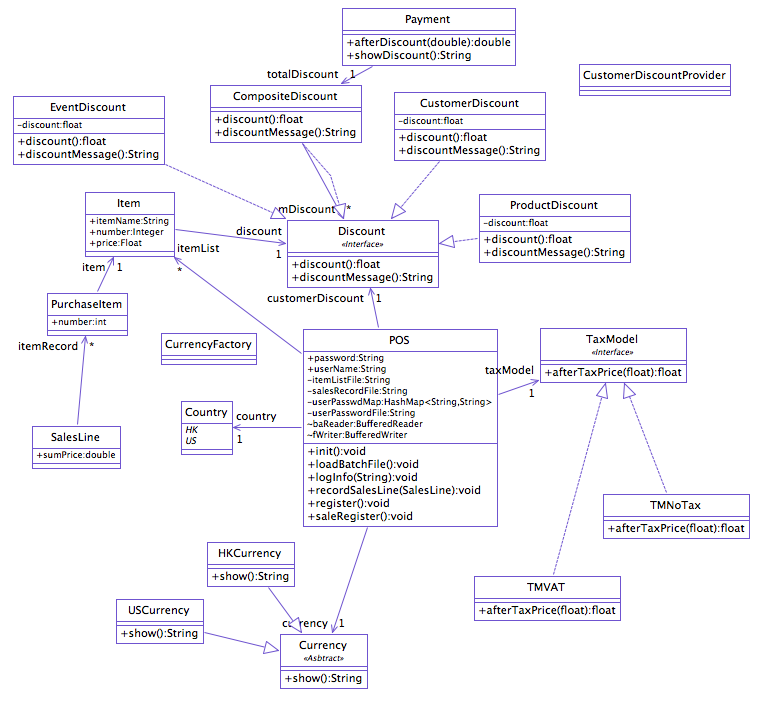 Payment
+afterDiscount(double):double
+showDiscount():String
totalDiscount
1
CustomerDiscountProvider
CompositeDiscount
+discount():float
+discountMessage():String
EventDiscount
-discount:float
+discount():float
+discountMessage():String
CustomerDiscount
-discount:float
+discount():float
+discountMessage():String
mDiscount
*
Item
+itemName:String
+number:Integer
+price:Float
ProductDiscount
-discount:float
+discount():float
+discountMessage():String
discount
1
Discount
«Interface»
+discount():float
+discountMessage():String
itemList
*
item
1
customerDiscount
1
PurchaseItem
+number:int
itemRecord
*
CurrencyFactory
POS
+password:String
+userName:String
-itemListFile:String
-salesRecordFile:String
-userPasswdMap:HashMap<String,String>
-userPasswordFile:String
~baReader:BufferedReader
~fWriter:BufferedWriter
+init():void
+loadBatchFile():void
+logInfo(String):void
+recordSalesLine(SalesLine):void
+register():void
+saleRegister():void
taxModel
1
TaxModel
«Interface»
+afterTaxPrice(float):float
Country
HK
US
country
1
SalesLine
+sumPrice:double
TMNoTax
+afterTaxPrice(float):float
HKCurrency
+show():String
TMVAT
+afterTaxPrice(float):float
USCurrency
+show():String
currency
1
Currency
«Asbtract»
+show():String